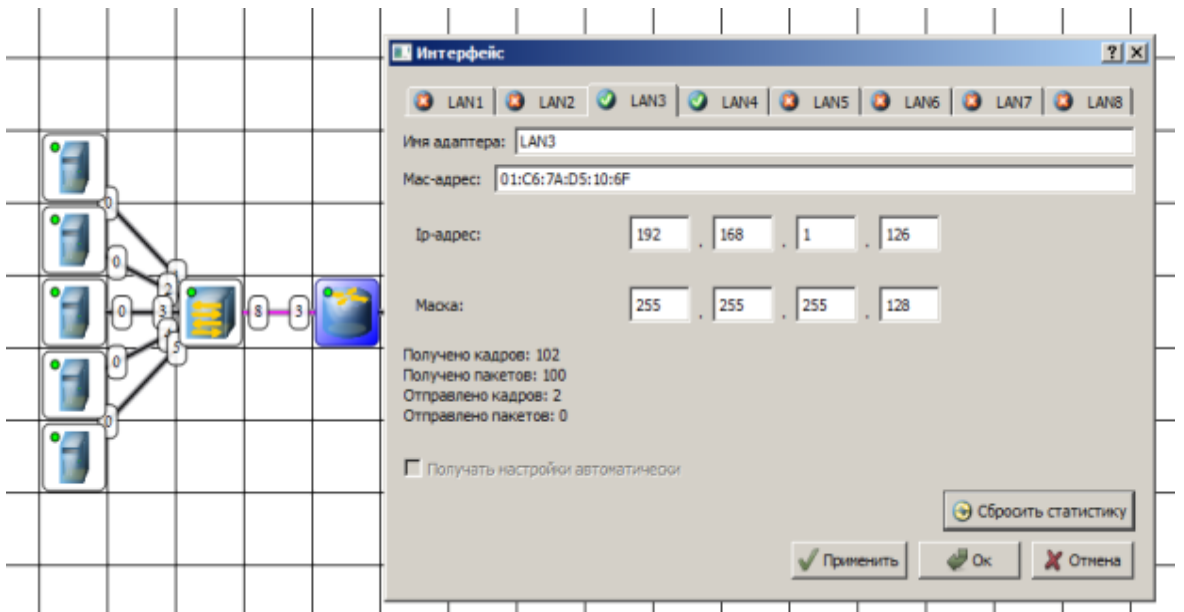 Интерфейс
LAN1 LAN2 LAN3 LAN4 LAN5 LAN6 LAN7 LAN8
Имя адаптера: LAN3
Mac-адрес: 01:C6:7A:D5:10:6F
Ip-адрес: 192 . 168 . 1 . 126
Маска: 255 . 255 . 255 . 128
Получено кадров: 102
Получено пакетов: 100
Отправлено кадров: 2
Отправлено пакетов: 0
Получать настройки автоматически
Сбросить статистику
Применить Ок Отмена
0
0 2
0 3 8 3
0 5
0